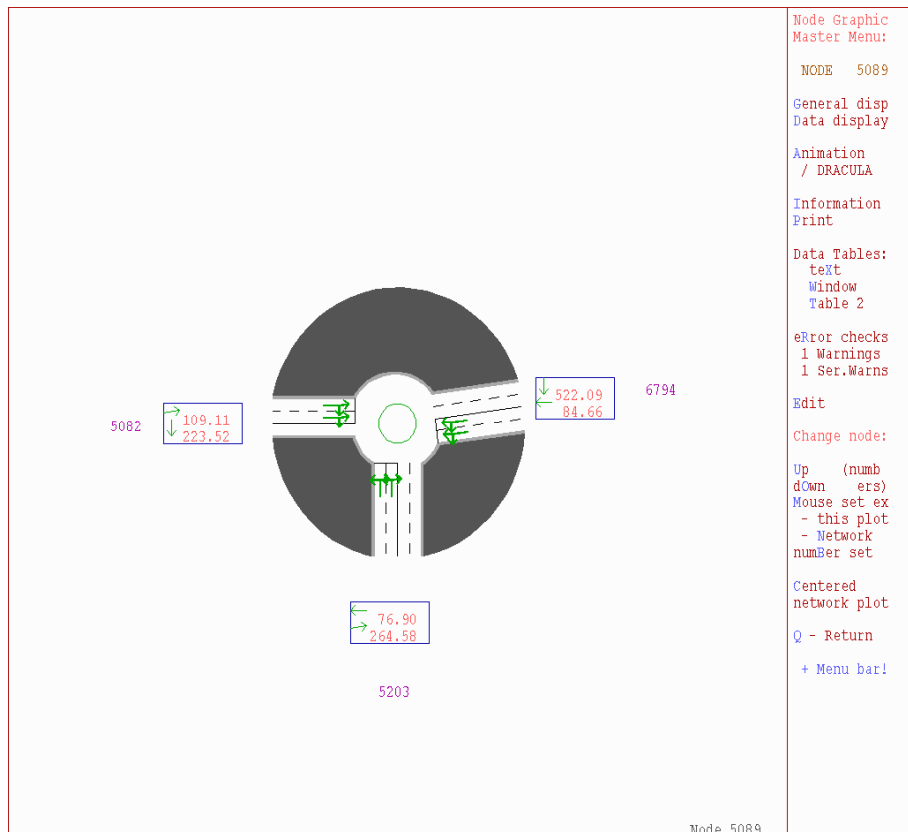 Node Graphic
Master Menu:
NODE 5089
General disp
Data display
Animation
/ DRACULA
Information
Print
Data Tables:
teXt
Window
Table 2
eRror checks
1 Warnings
1 Ser.Warns
Edit
Change node:
Up (numb
dOwn ers)
Mouse set ex
- this plot
- Network
numBer set
Centered
network plot
Q - Return
+ Menu bar!
522.09
84.66
6794
5082
109.11
223.52
76.90
264.58
5203
Node 5089